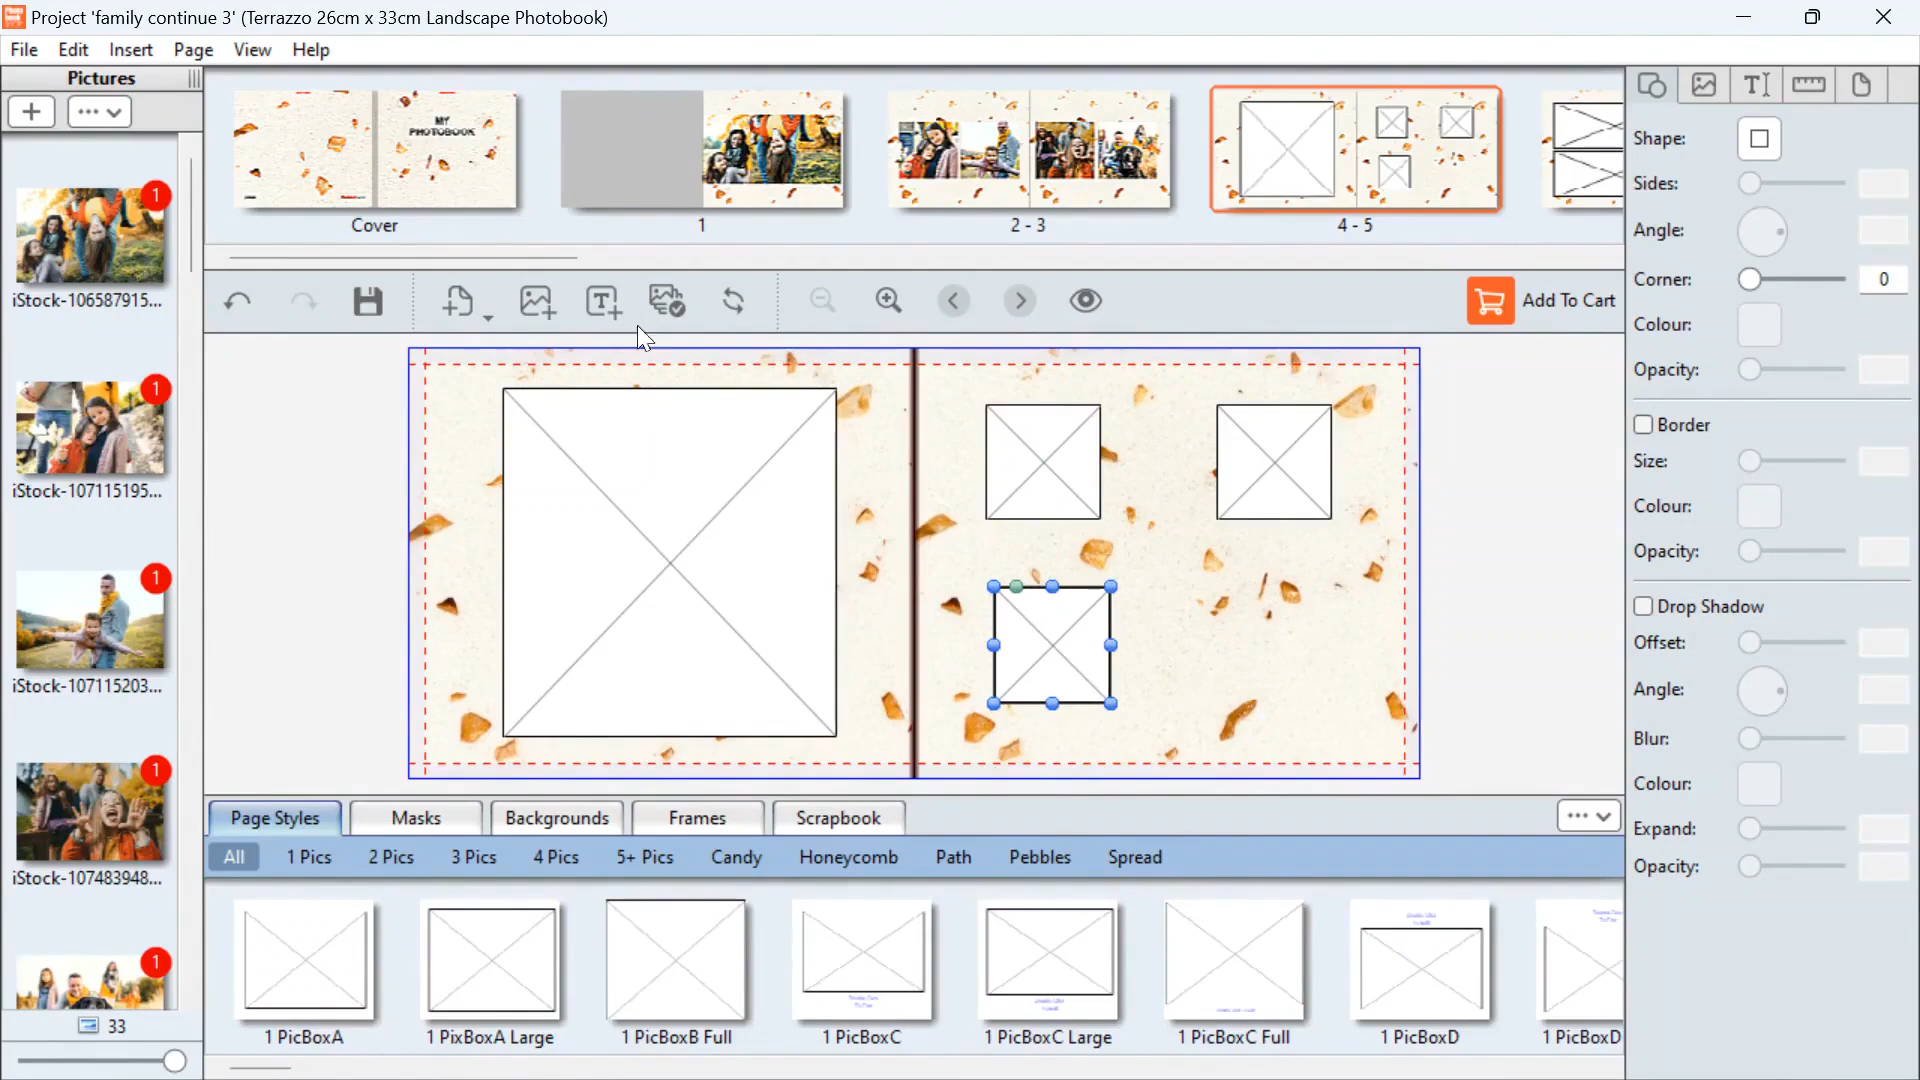 Project 'family continue 3' (Terrazzo 26cm x 33cm Landscape Photobook)
File Edit Insert Page View Help
Pictures
iStock-106587915...
iStock-107115195...
iStock-107115203...
iStock-107483948...
1
1
1
1
1
33
MY
PHOTOBOOK
Cover
1
2 - 3
4 - 5
Add To Cart
Page Styles Masks Backgrounds Frames Scrapbook
All 1 Pics 2 Pics 3 Pics 4 Pics 5+ Pics Candy Honeycomb Path Pebbles Spread
1 PicBoxA
1 PixBoxA Large
1 PicBoxB Full
1 PicBoxC
1 PicBoxC Large
1 PicBoxC Full
1 PicBoxD
1 PicBoxD
Shape:
Sides:
Angle:
Corner: 0
Colour:
Opacity:
Border
Size:
Colour:
Opacity:
Drop Shadow
Offset:
Angle:
Blur:
Colour:
Expand:
Opacity: